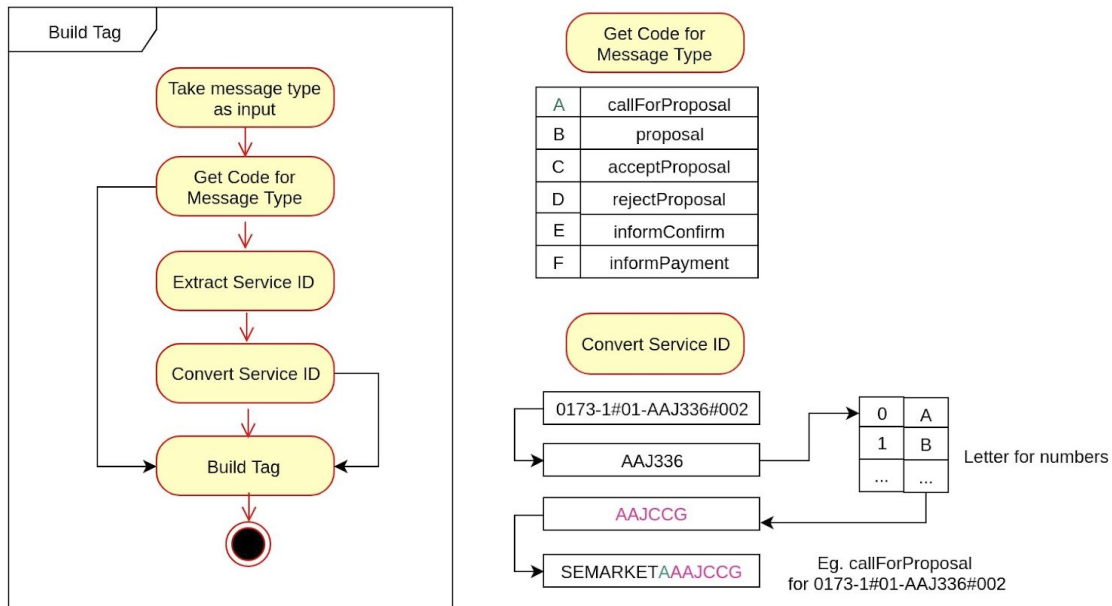 Build Tag
Take message type
as input
Get Code for
Message Type
Extract Service ID
Convert Service ID
Build Tag
Get Code for
Message Type
A callForProposal
B proposal
C acceptProposal
D rejectProposal
E informConfirm
F informPayment
Convert Service ID
0173-1#01-AAJ336#002
AAJ336
0 A
1 B
... ...
Letter for numbers
AAJCCG
SEMARKETAAAJCCG
Eg. callForProposal
for 0173-1#01-AAJ336#002